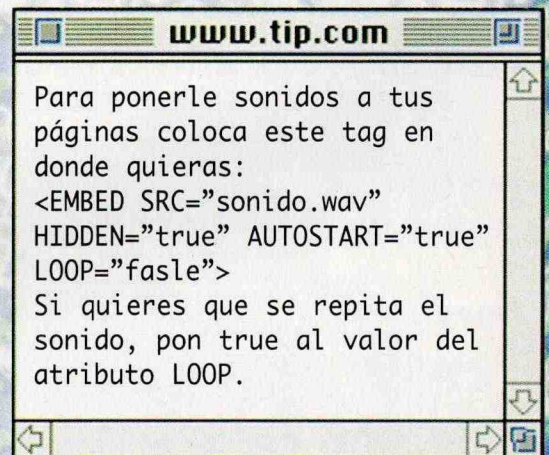 www.tip.com
Para ponerle sonidos a tus
páginas coloca este tag en
donde quieras:
<EMBED SRC=”sonido.wav”
HIDDEN=”true” AUTOSTART=”true”
LOOP=”fasle”>
Si quieres que se repita el
sonido, pon true al valor del
atributo LOOP.